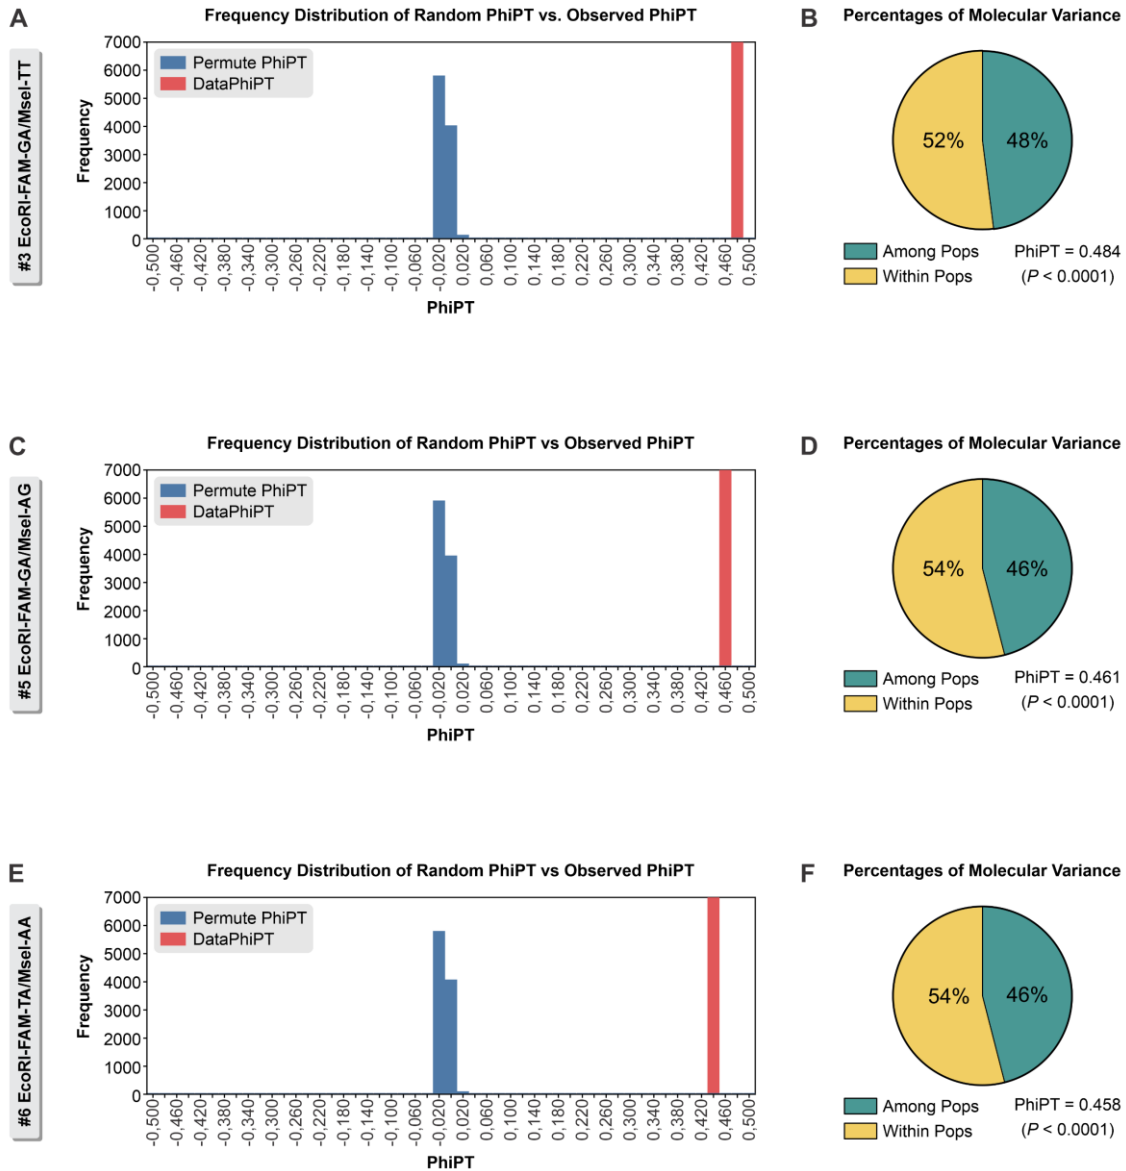 A
Frequency Distribution of Random PhiPT vs. Observed PhiPT
B
Percentages of Molecular Variance
#3 EcoRI-FAM-GA/MseI-TT
Frequency
7000
6000
5000
4000
3000
2000
1000
0
Permute PhiPT
DataPhiPT
-0,500
-0,460
-0,420
-0,380
-0,340
-0,300
-0,260
-0,220
-0,180
-0,140
-0,100
-0,060
-0,020
0,020
0,060
0,100
0,140
0,180
0,220
0,260
0,300
0,340
0,380
0,420
0,460
0,500
PhiPT
52%
48%
Among Pops
Within Pops
PhiPT = 0.484
(P < 0.0001)
C
Frequency Distribution of Random PhiPT vs Observed PhiPT
D
Percentages of Molecular Variance
#5 EcoRI-FAM-GA/MseI-AG
Frequency
7000
6000
5000
4000
3000
2000
1000
0
Permute PhiPT
DataPhiPT
-0,500
-0,460
-0,420
-0,380
-0,340
-0,300
-0,260
-0,220
-0,180
-0,140
-0,100
-0,060
-0,020
0,020
0,060
0,100
0,140
0,180
0,220
0,260
0,300
0,340
0,380
0,420
0,460
0,500
PhiPT
54%
46%
Among Pops
Within Pops
PhiPT = 0.461
(P < 0.0001)
E
Frequency Distribution of Random PhiPT vs Observed PhiPT
F
Percentages of Molecular Variance
#6 EcoRI-FAM-TA/MseI-AA
Frequency
7000
6000
5000
4000
3000
2000
1000
0
Permute PhiPT
DataPhiPT
-0,500
-0,460
-0,420
-0,380
-0,340
-0,300
-0,260
-0,220
-0,180
-0,140
-0,100
-0,060
-0,020
0,020
0,060
0,100
0,140
0,180
0,220
0,260
0,300
0,340
0,380
0,420
0,460
0,500
PhiPT
54%
46%
Among Pops
Within Pops
PhiPT = 0.458
(P < 0.0001)